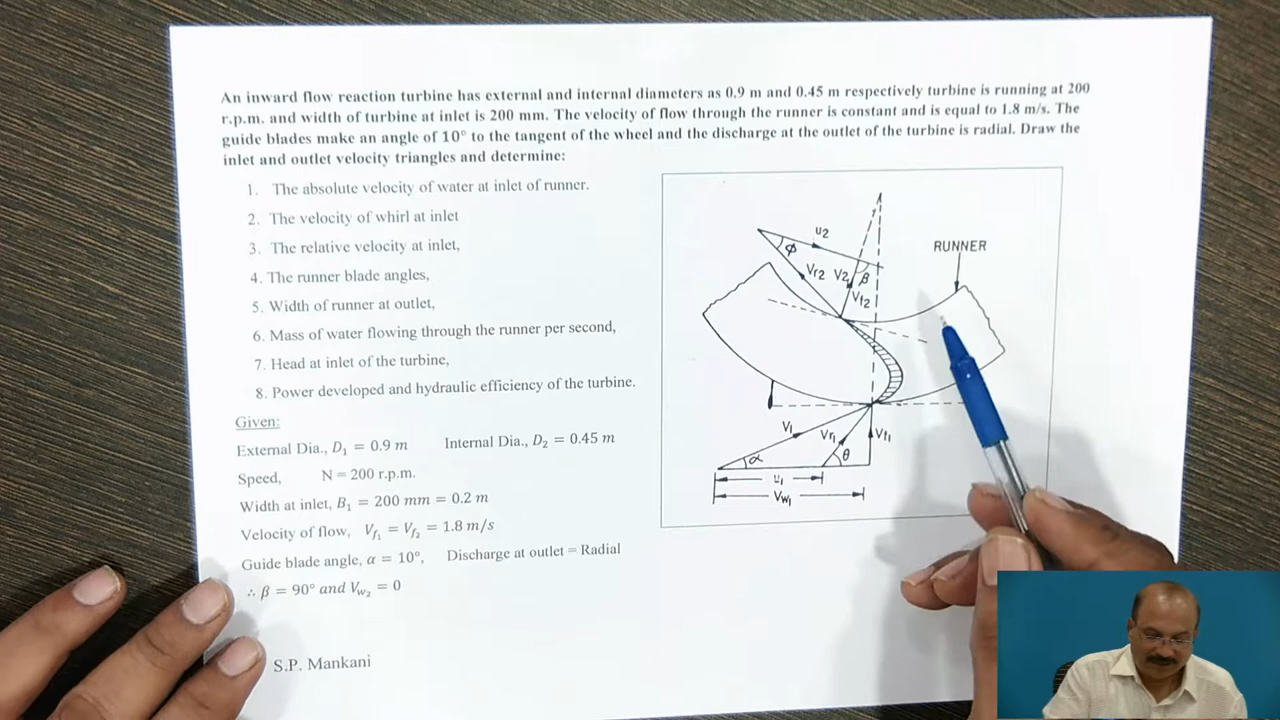 An inward flow reaction turbine has external and internal diameters as 0.9 m and 0.45 m respectively turbine is running at 200
r.p.m. and width of turbine at inlet is 200 mm. The velocity of flow through the runner is constant and is equal to 1.8 m/s. The
guide blades make an angle of 10° to the tangent of the wheel and the discharge at the outlet of the turbine is radial. Draw the
inlet and outlet velocity triangles and determine:
1. The absolute velocity of water at inlet of runner.
2. The velocity of whirl at inlet
3. The relative velocity at inlet,
4. The runner blade angles,
5. Width of runner at outlet,
6. Mass of water flowing through the runner per second,
7. Head at inlet of the turbine,
8. Power developed and hydraulic efficiency of the turbine.
Given:
External Dia., D₁ = 0.9 m Internal Dia., D₂ = 0.45 m
Speed, N = 200 r.p.m.
Width at inlet, B₁ = 200 mm = 0.2 m
Velocity of flow, V_f₁ = V_f₂ = 1.8 m/s
Guide blade angle, α = 10°, Discharge at outlet = Radial
∴ β = 90° and V_w₂ = 0
S.P. Mankani
u2
φ
Vr2 V2 β
Vf2
RUNNER
V1 Vr1 Vf1
α θ
u1
Vw1